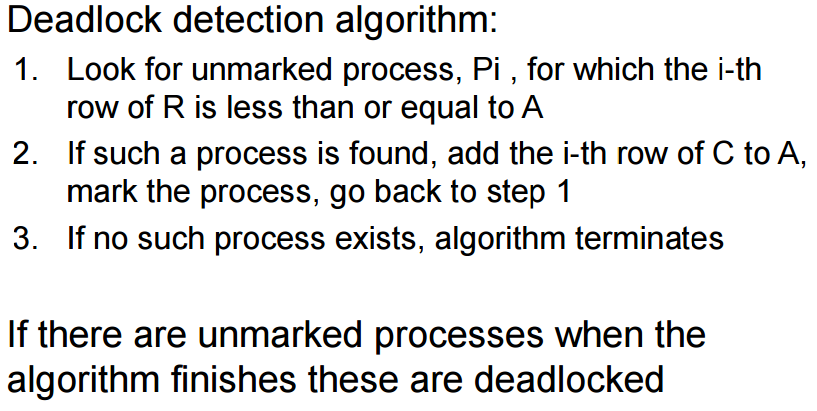 Deadlock detection algorithm:
1. Look for unmarked process, Pi , for which the i-th
row of R is less than or equal to A
2. If such a process is found, add the i-th row of C to A,
mark the process, go back to step 1
3. If no such process exists, algorithm terminates
If there are unmarked processes when the
algorithm finishes these are deadlocked